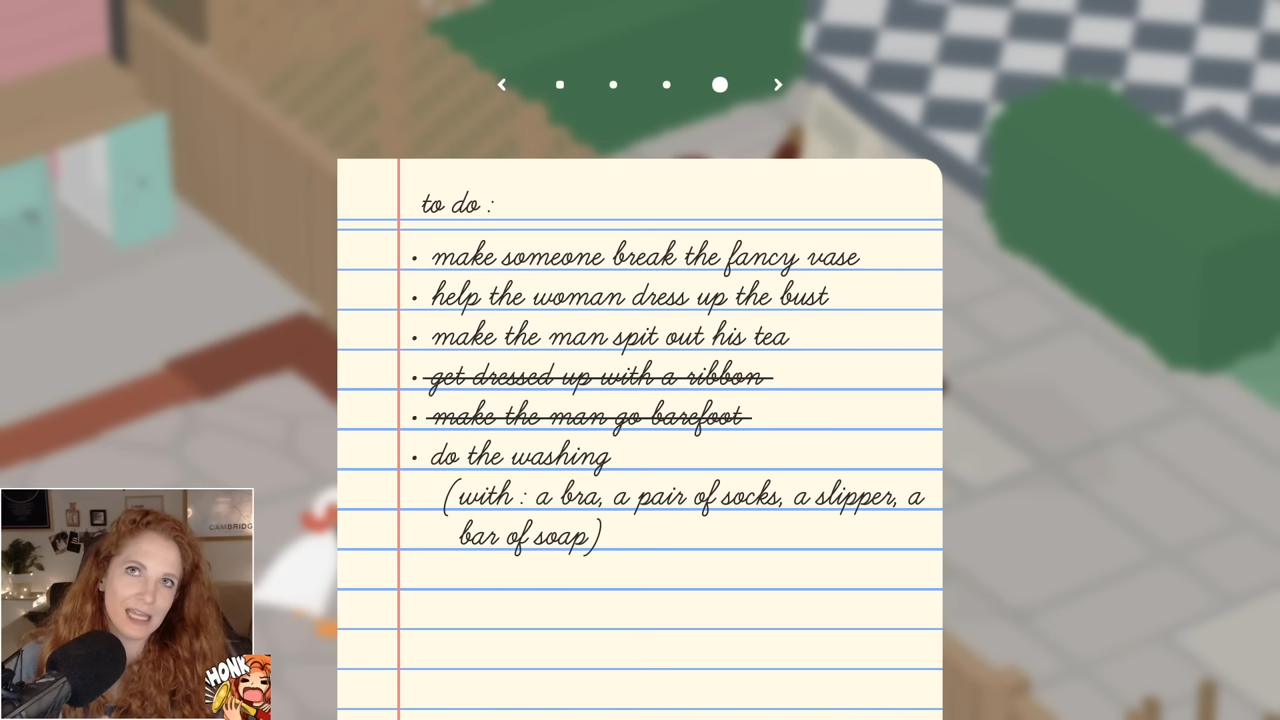 to do :
• make someone break the fancy vase
• help the woman dress up the bust
• make the man spit out his tea
• get dressed up with a ribbon
• make the man go barefoot
• do the washing
(with : a bra, a pair of socks, a slipper, a
bar of soap)
CAMBRIDG
HONK